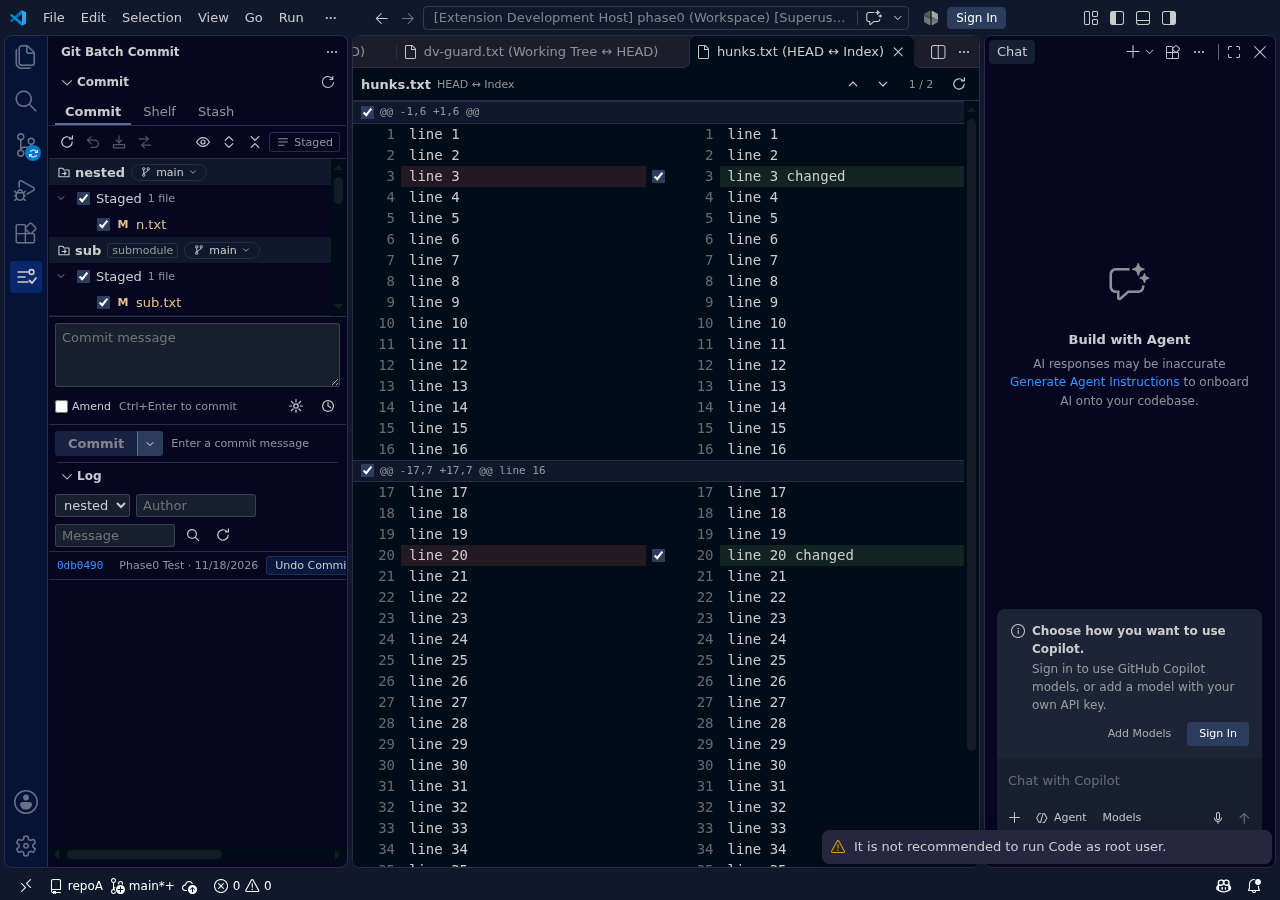 File Edit Selection View Go Run ··· [Extension Development Host] phase0 (Workspace) [Superus... Sign In
Git Batch Commit
Commit
Commit Shelf Stash
Staged
nested main
Staged 1 file
M n.txt
sub submodule main
Staged 1 file
M sub.txt
Commit message
Amend Ctrl+Enter to commit
Commit Enter a commit message
Log
nested Author
Message
0db0490 Phase0 Test · 11/18/2026 Undo Commi
D) dv-guard.txt (Working Tree ↔ HEAD) hunks.txt (HEAD ↔ Index)
hunks.txt HEAD ↔ Index 1 / 2
@@ -1,6 +1,6 @@
1 line 1 1 line 1
2 line 2 2 line 2
3 line 3 3 line 3 changed
4 line 4 4 line 4
5 line 5 5 line 5
6 line 6 6 line 6
7 line 7 7 line 7
8 line 8 8 line 8
9 line 9 9 line 9
10 line 10 10 line 10
11 line 11 11 line 11
12 line 12 12 line 12
13 line 13 13 line 13
14 line 14 14 line 14
15 line 15 15 line 15
16 line 16 16 line 16
@@ -17,7 +17,7 @@ line 16
17 line 17 17 line 17
18 line 18 18 line 18
19 line 19 19 line 19
20 line 20 20 line 20 changed
21 line 21 21 line 21
22 line 22 22 line 22
23 line 23 23 line 23
24 line 24 24 line 24
25 line 25 25 line 25
26 line 26 26 line 26
27 line 27 27 line 27
28 line 28 28 line 28
29 line 29 29 line 29
30 line 30 30 line 30
31 line 31 31 line 31
32 line 32 32 line 32
33 line 33 33 line 33
34 line 34 34 line 34
Chat
Build with Agent
AI responses may be inaccurate
Generate Agent Instructions to onboard
AI onto your codebase.
Choose how you want to use
Copilot.
Sign in to use GitHub Copilot
models, or add a model with your
own API key.
Add Models Sign In
Chat with Copilot
Agent Models
It is not recommended to run Code as root user.
repoA main*+ 0 0